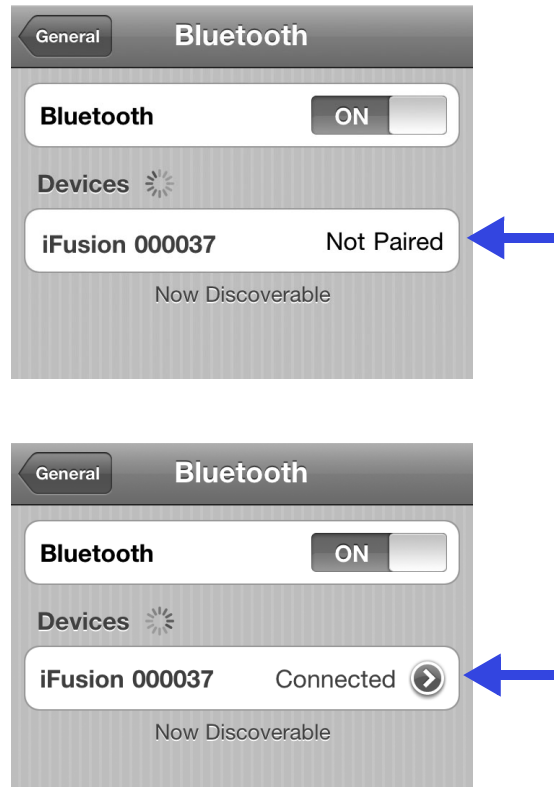 General Bluetooth
Bluetooth ON
Devices
iFusion 000037 Not Paired
Now Discoverable
General Bluetooth
Bluetooth ON
Devices
iFusion 000037 Connected
Now Discoverable